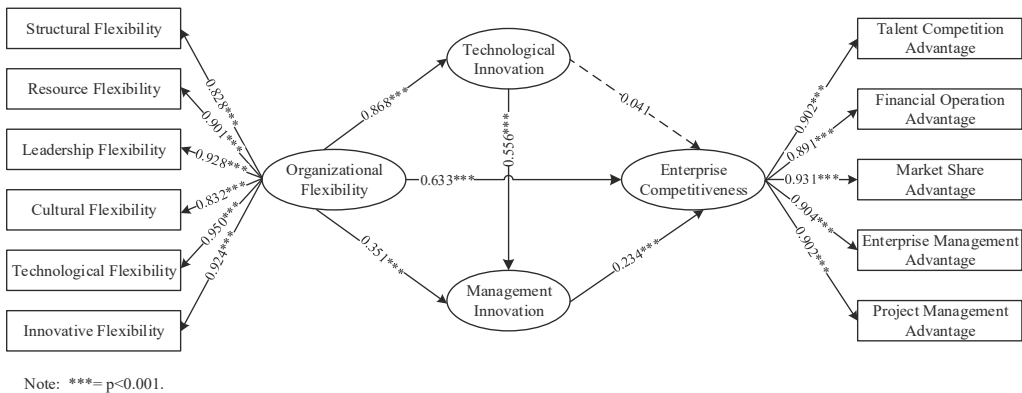 Structural Flexibility
Resource Flexibility
Leadership Flexibility
Cultural Flexibility
Technological Flexibility
Innovative Flexibility
0.828***
0.901***
0.928***
0.832***
0.950***
0.924***
Organizational
Flexibility
0.868***
0.633***
0.351***
Technological
Innovation
0.556***
Management
Innovation
0.041
0.234***
Enterprise
Competitiveness
0.902***
0.891***
0.931***
0.904***
0.902***
Talent Competition
Advantage
Financial Operation
Advantage
Market Share
Advantage
Enterprise Management
Advantage
Project Management
Advantage
Note: ***= p<0.001.